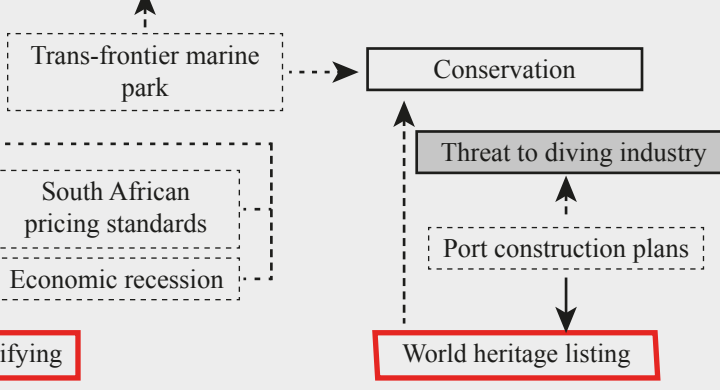 Trans-frontier marine
park
Conservation
Threat to diving industry
South African
pricing standards
Port construction plans
Economic recession
ifying
World heritage listing